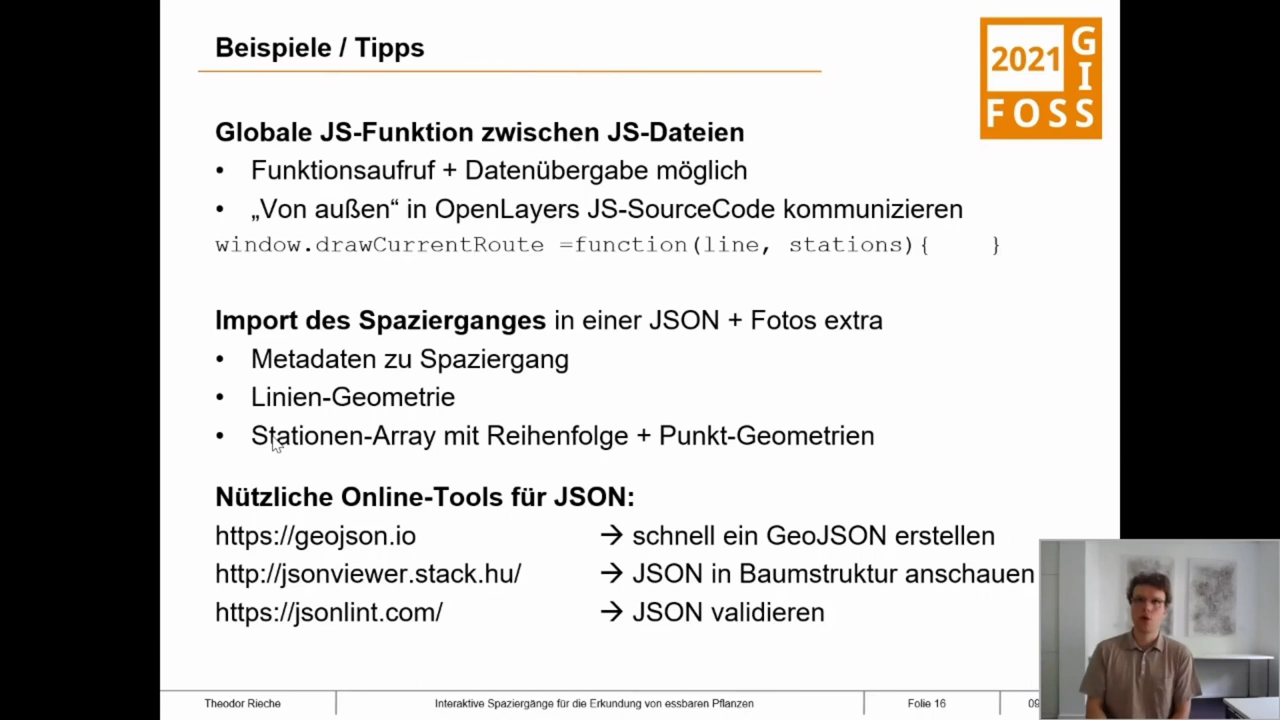 Beispiele / Tipps
2021
G
I
FOSS
Globale JS-Funktion zwischen JS-Dateien
• Funktionsaufruf + Datenübergabe möglich
• „Von außen“ in OpenLayers JS-SourceCode kommunizieren
window.drawCurrentRoute =function(line, stations){ }
Import des Spazierganges in einer JSON + Fotos extra
• Metadaten zu Spaziergang
• Linien-Geometrie
• Stationen-Array mit Reihenfolge + Punkt-Geometrien
Nützliche Online-Tools für JSON:
https://geojson.io → schnell ein GeoJSON erstellen
http://jsonviewer.stack.hu/ → JSON in Baumstruktur anschauen
https://jsonlint.com/ → JSON validieren
Theodor Rieche
Interaktive Spaziergänge für die Erkundung von essbaren Pflanzen
Folie 16